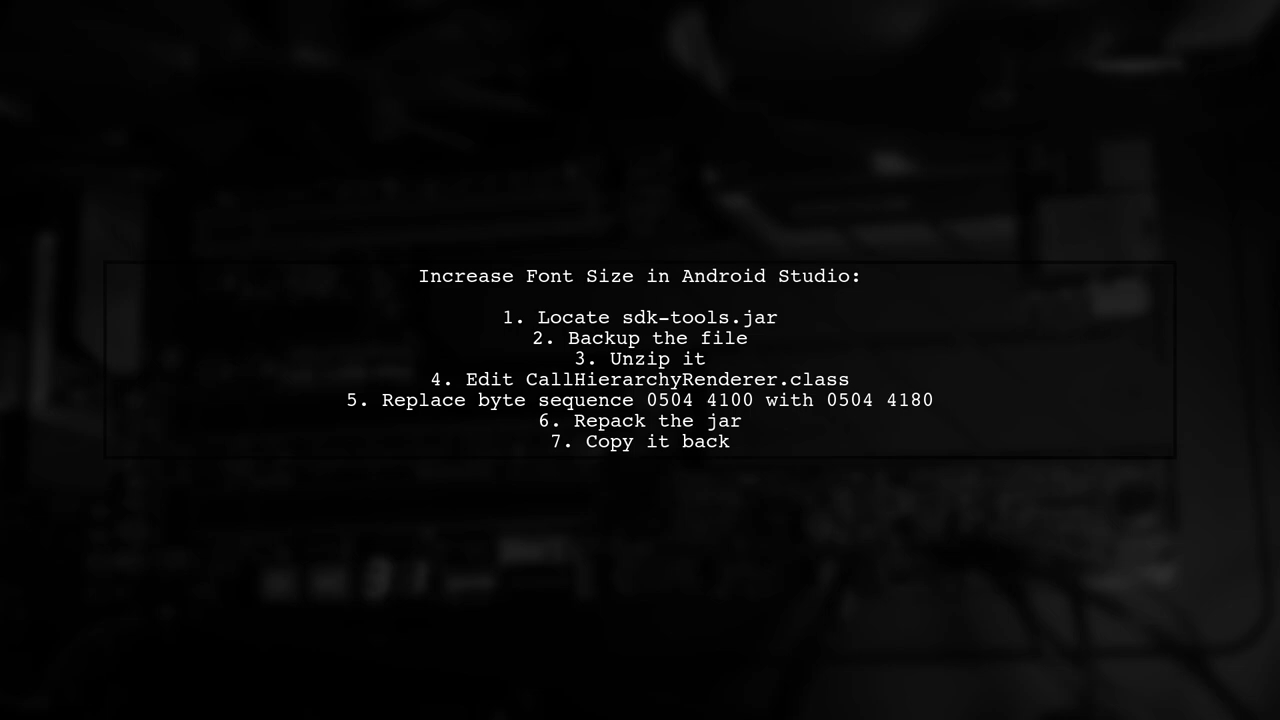 Increase Font Size in Android Studio:
1. Locate sdk-tools.jar
2. Backup the file
3. Unzip it
4. Edit CallHierarchyRenderer.class
5. Replace byte sequence 0504 4100 with 0504 4180
6. Repack the jar
7. Copy it back